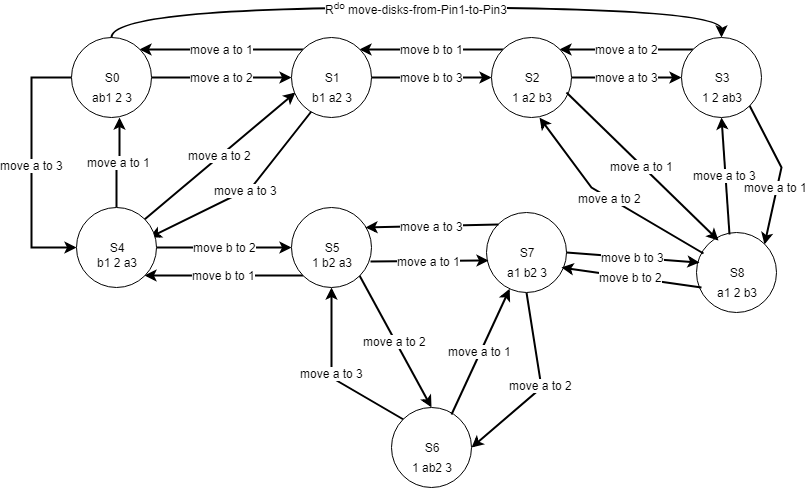 Rdo move-disks-from-Pin1-to-Pin3
move a to 1
move b to 1
move a to 2
S0
ab1 2 3
move a to 2
S1
b1 a2 3
move b to 3
S2
1 a2 b3
move a to 3
S3
1 2 ab3
move a to 3
move a to 1
move a to 2
move a to 3
move a to 1
move a to 2
move a to 3
move a to 1
S4
b1 2 a3
move b to 2
move b to 1
S5
1 b2 a3
move a to 3
move a to 1
S7
a1 b2 3
move b to 3
move b to 2
S8
a1 2 b3
move a to 2
move a to 1
move a to 3
move a to 2
S6
1 ab2 3